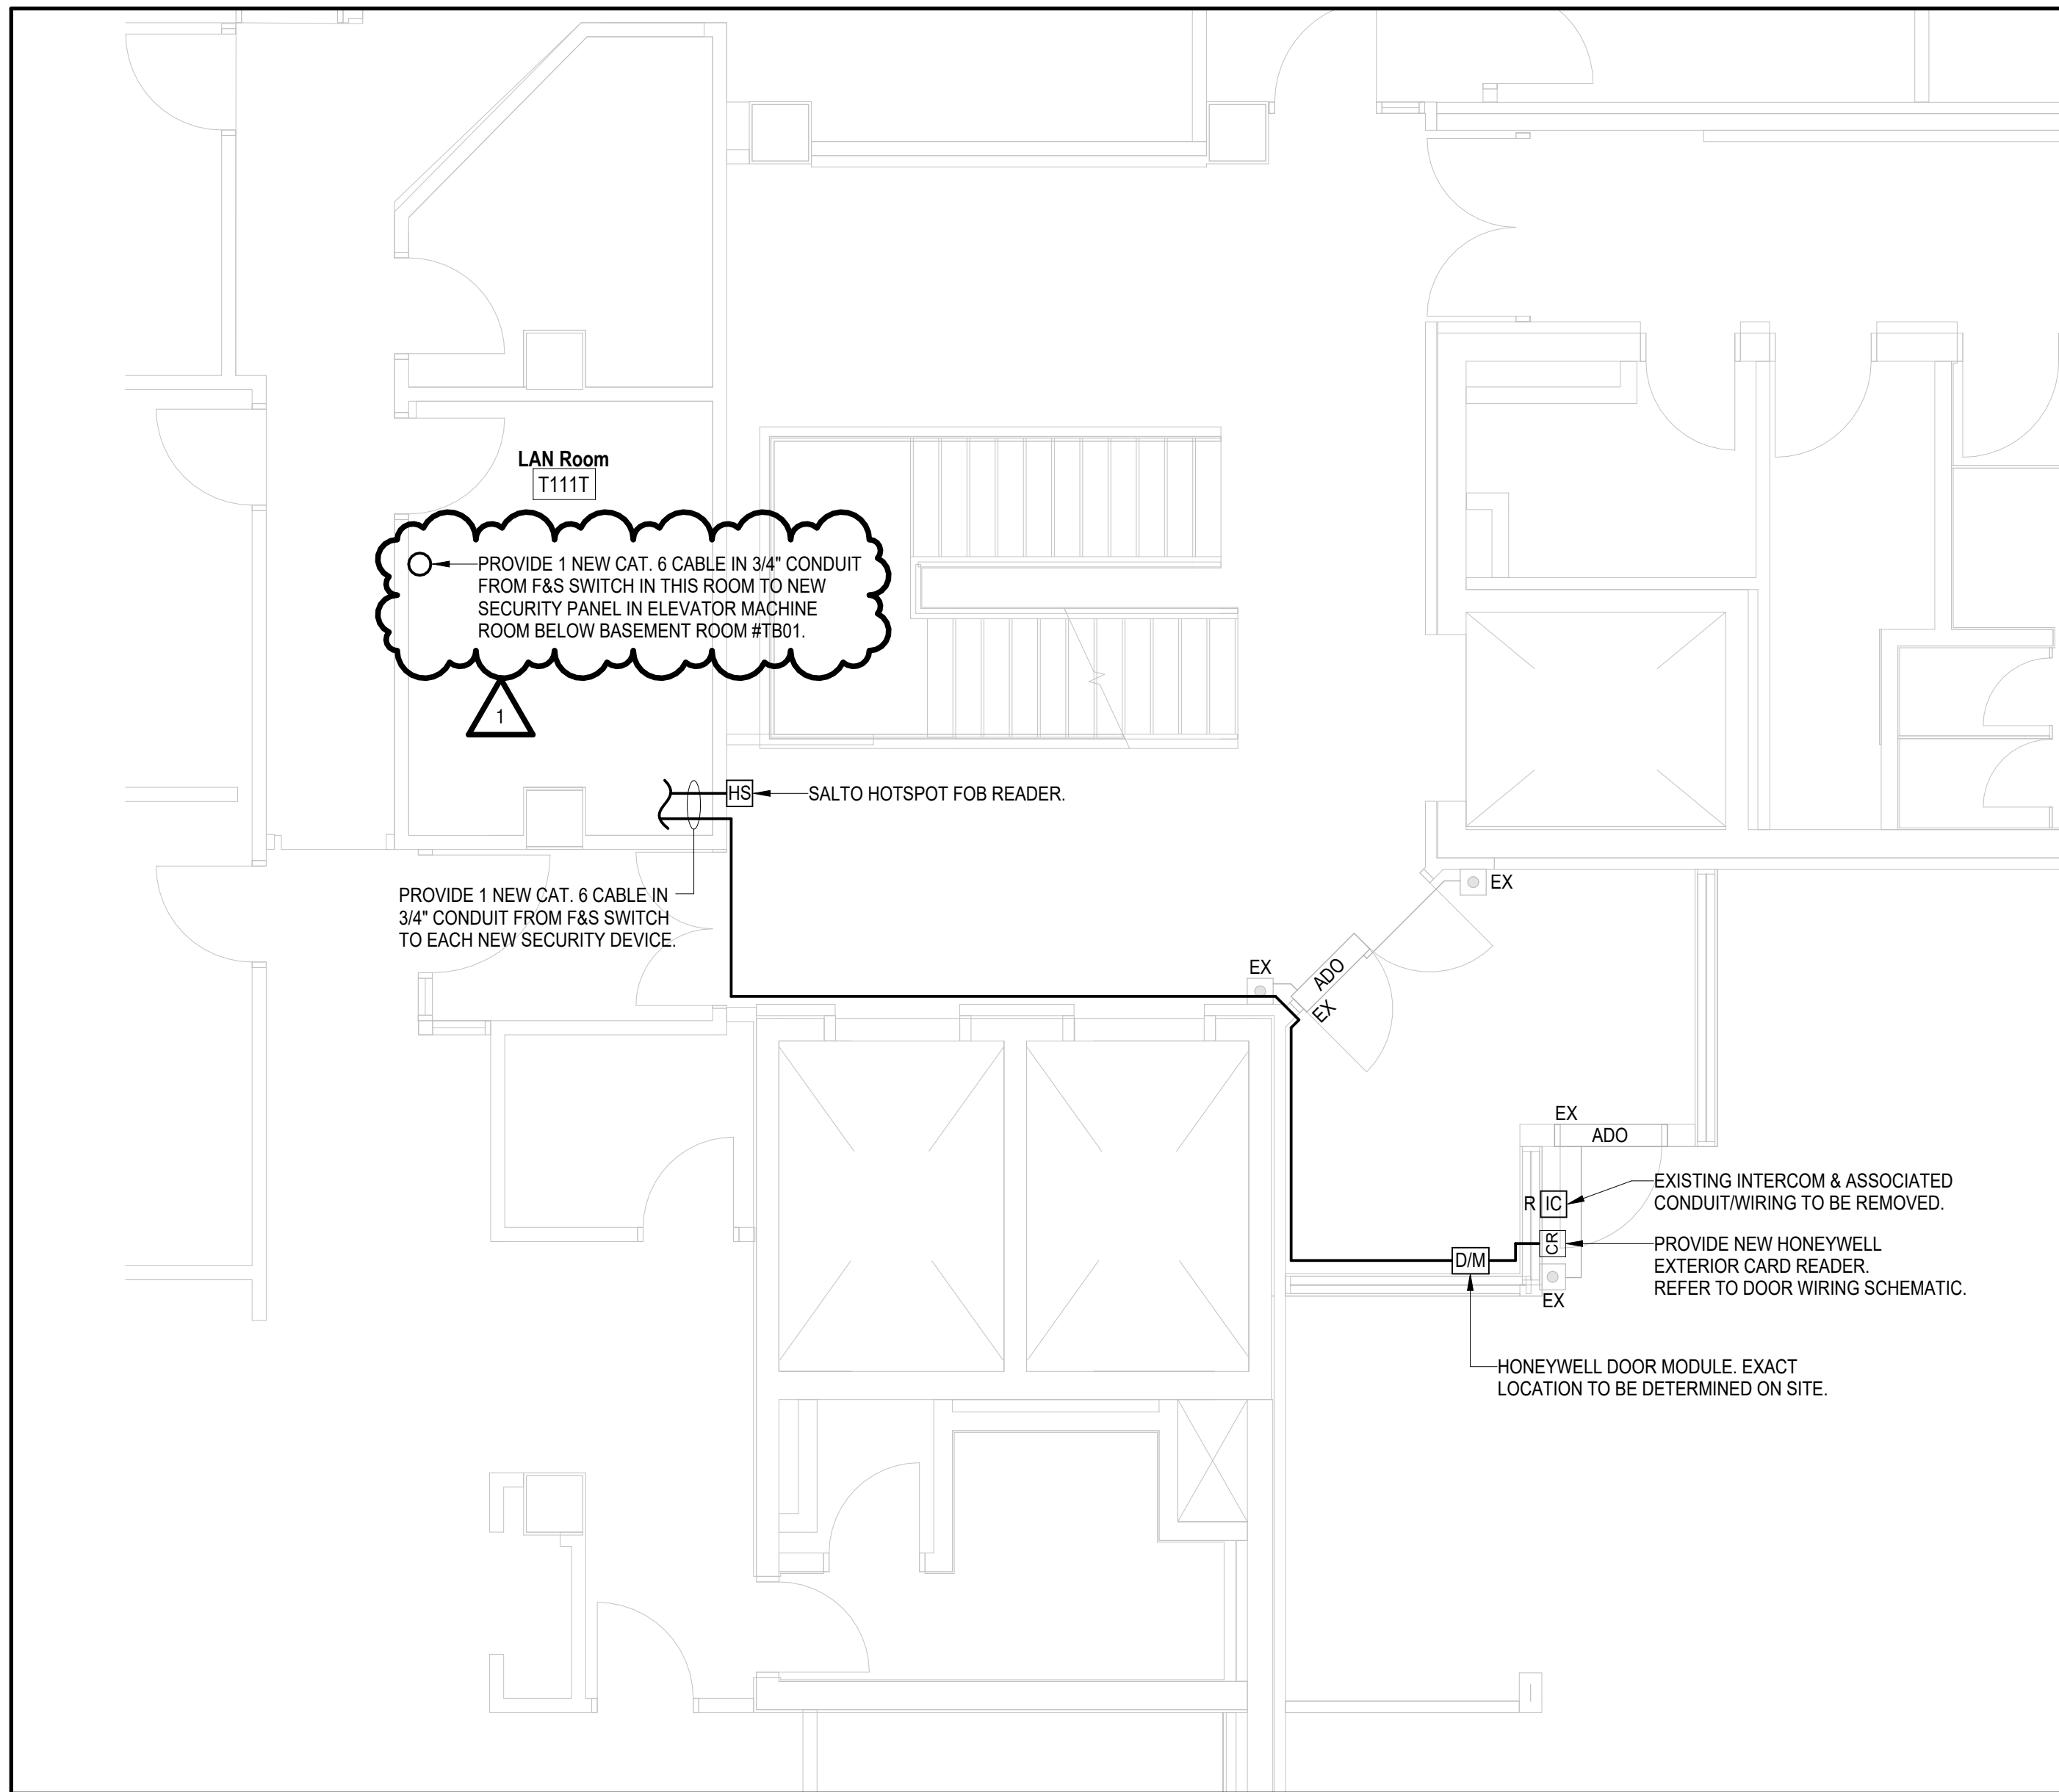 LAN Room
T111T
PROVIDE 1 NEW CAT. 6 CABLE IN 3/4" CONDUIT
FROM F&S SWITCH IN THIS ROOM TO NEW
SECURITY PANEL IN ELEVATOR MACHINE
ROOM BELOW BASEMENT ROOM #TB01.
1
HS
SALTO HOTSPOT FOB READER.
PROVIDE 1 NEW CAT. 6 CABLE IN
3/4" CONDUIT FROM F&S SWITCH
TO EACH NEW SECURITY DEVICE.
EX
EX
ADO
EX
EX
ADO
R
IC
EXISTING INTERCOM & ASSOCIATED
CONDUIT/WIRING TO BE REMOVED.
CR
PROVIDE NEW HONEYWELL
EXTERIOR CARD READER.
REFER TO DOOR WIRING SCHEMATIC.
D/M
EX
HONEYWELL DOOR MODULE. EXACT
LOCATION TO BE DETERMINED ON SITE.